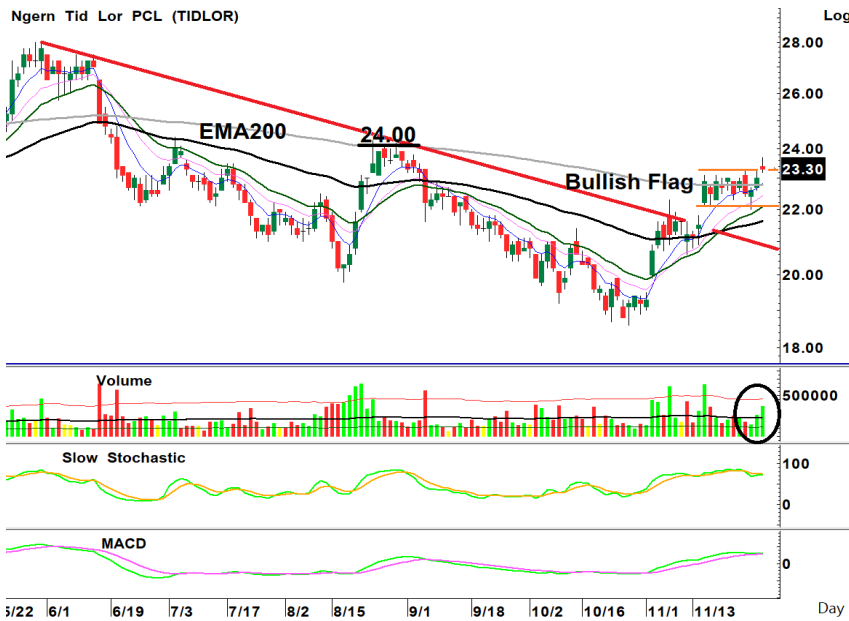 Ngern Tid Lor PCL (TIDLOR)
Log
28.00
26.00
EMA200
24.00
24.00
23.30
Bullish Flag
22.00
20.00
18.00
Volume
500000
Slow Stochastic
100
0
MACD
0
5/22 6/1 6/19 7/3 7/17 8/2 8/15 9/1 9/18 10/2 10/16 11/1 11/13 Day